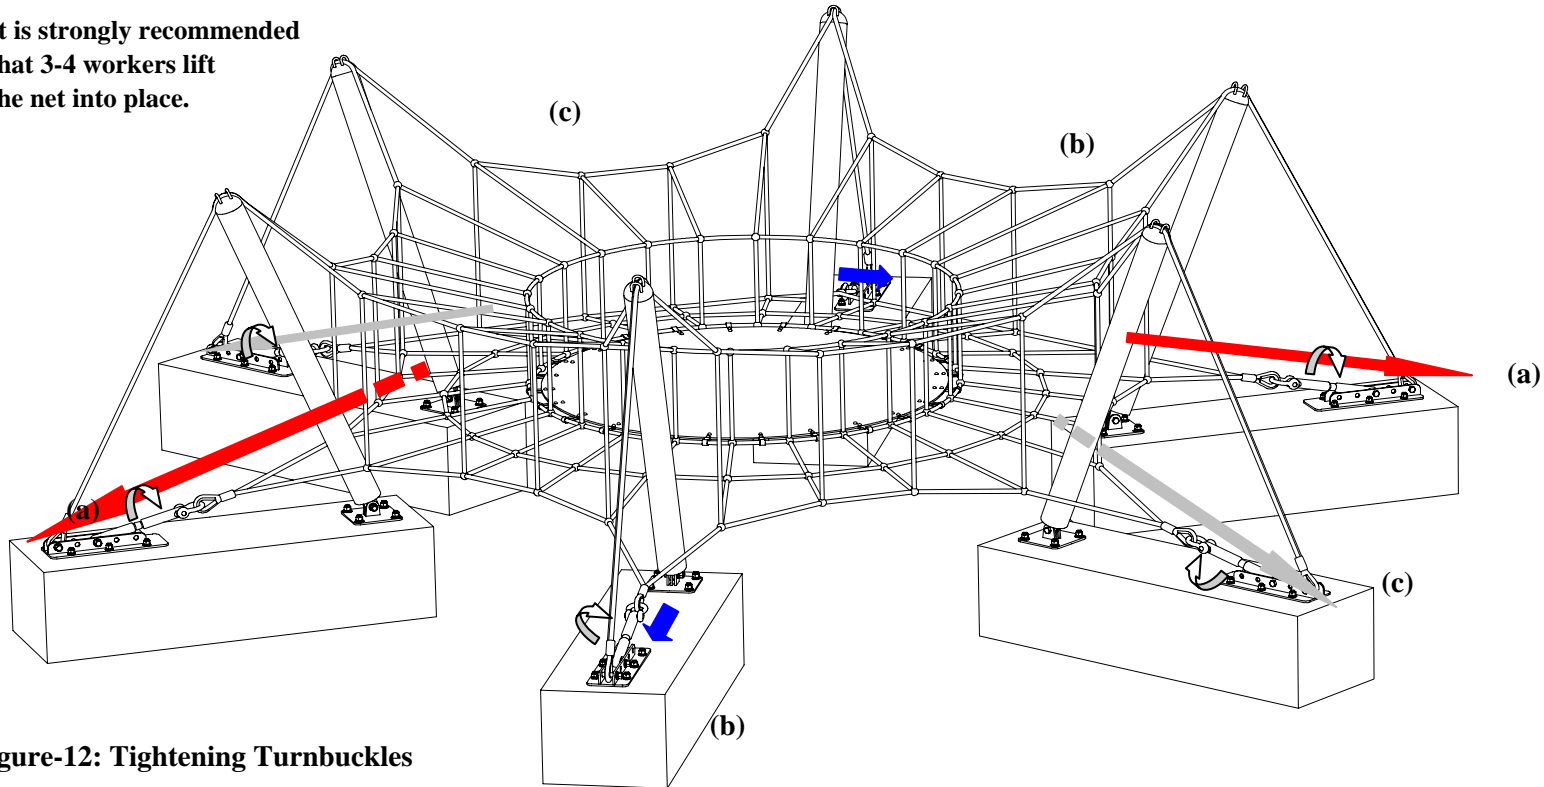 t is strongly recommended
hat 3-4 workers lift
he net into place.
(c)
(b)
(a)
(a)
(c)
(b)
gure-12: Tightening Turnbuckles